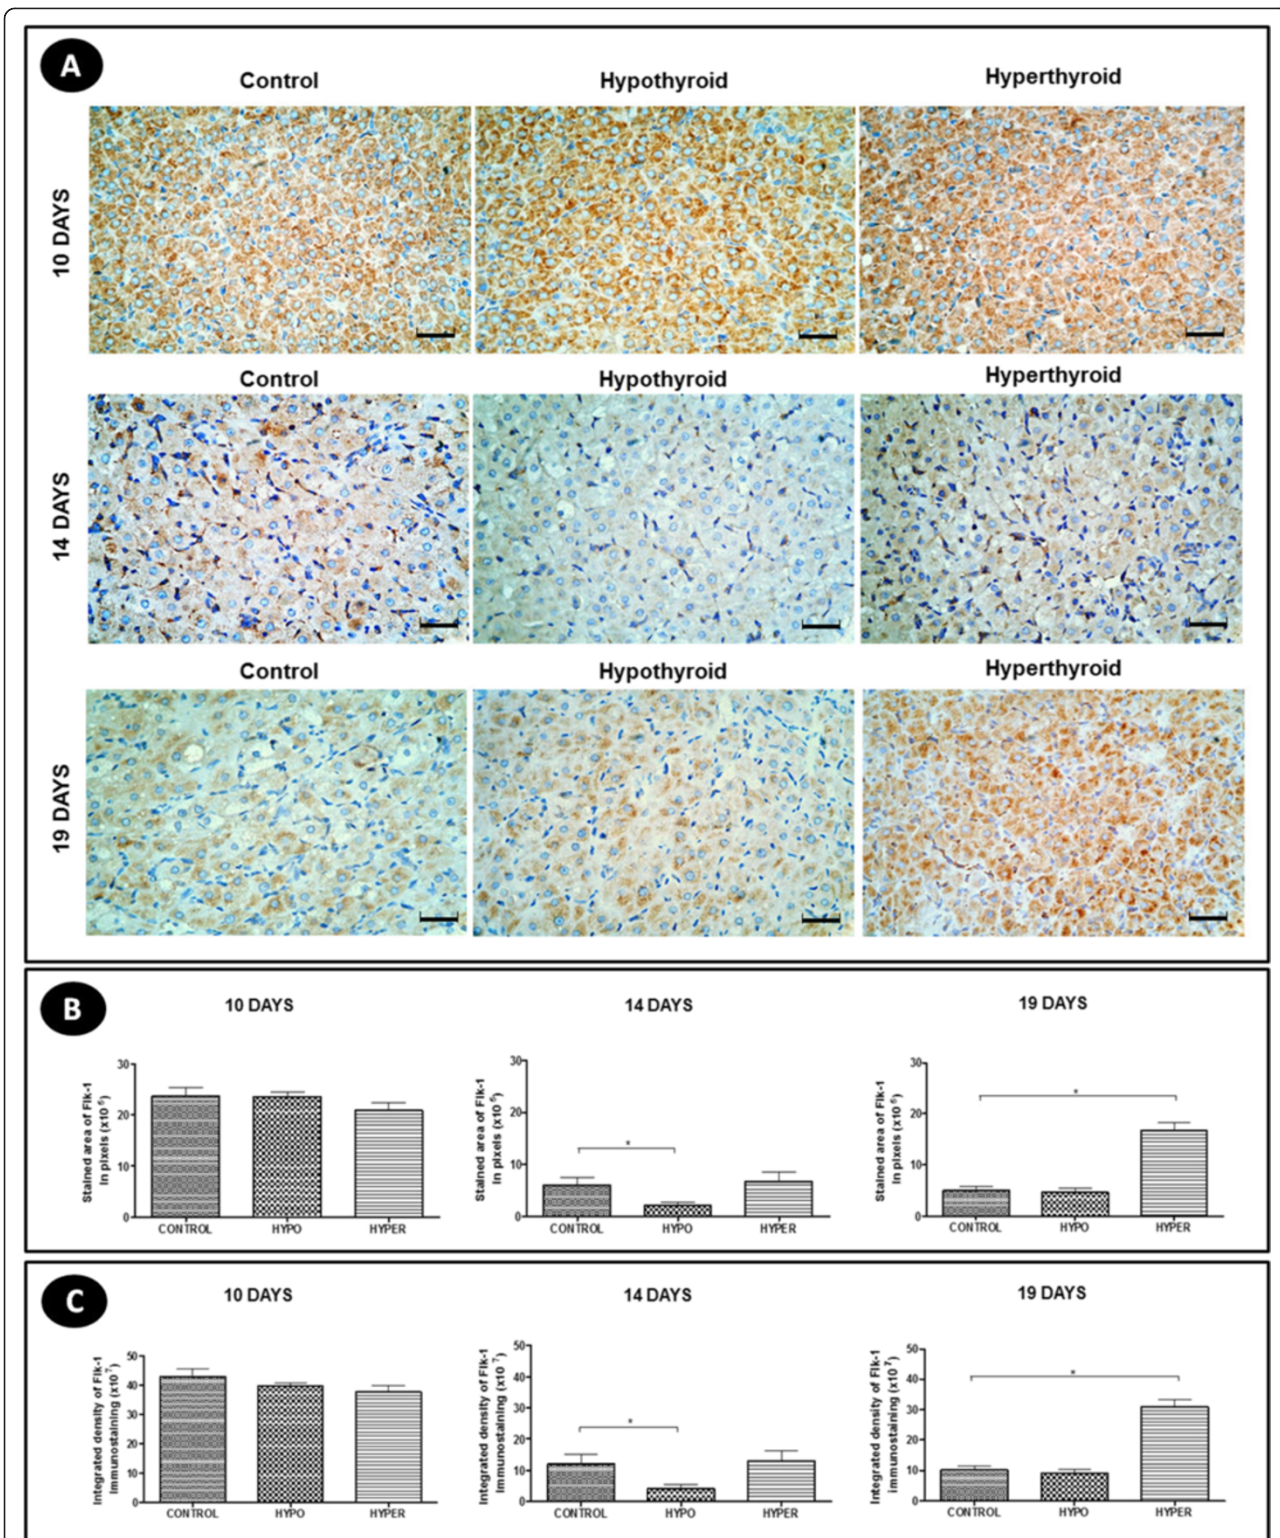 A
Control Hypothyroid Hyperthyroid
10 DAYS
Control Hypothyroid Hyperthyroid
14 DAYS
Control Hypothyroid Hyperthyroid
19 DAYS
B
10 DAYS 14 DAYS 19 DAYS
Stained area of Flk-1
In pixels (x10⁵)
30
20
10
0
CONTROL HYPO HYPER
Stained area of Flk-1
In pixels (x10⁵)
30
20
10
0
*
CONTROL HYPO HYPER
Stained area of Flk-1
In pixels (x10⁵)
30
20
10
0
*
CONTROL HYPO HYPER
C
10 DAYS 14 DAYS 19 DAYS
Integrated density of Flk-1
Immunostaining (x10⁷)
50
40
30
20
10
0
CONTROL HYPO HYPER
Integrated density of Flk-1
Immunostaining (x10⁷)
50
40
30
20
10
0
*
CONTROL HYPO HYPER
Integrated density of Flk-1
immunostaining (x10⁷)
50
40
30
20
10
0
*
CONTROL HYPO HYPER